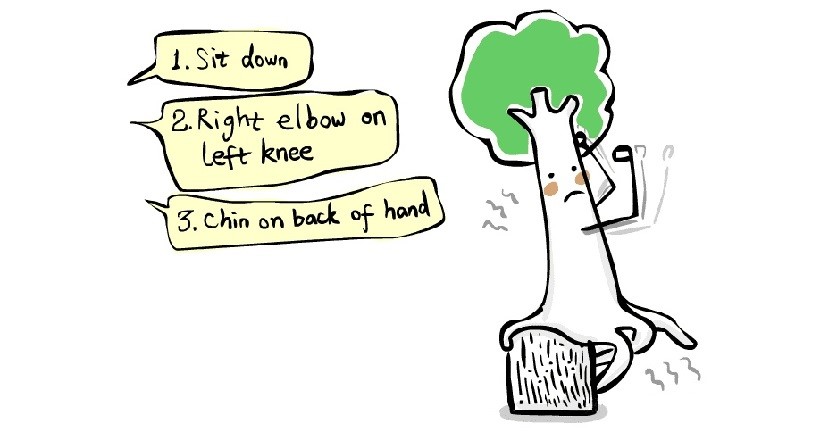 1. Sit down
2. Right elbow on
left knee
3. Chin on back of hand